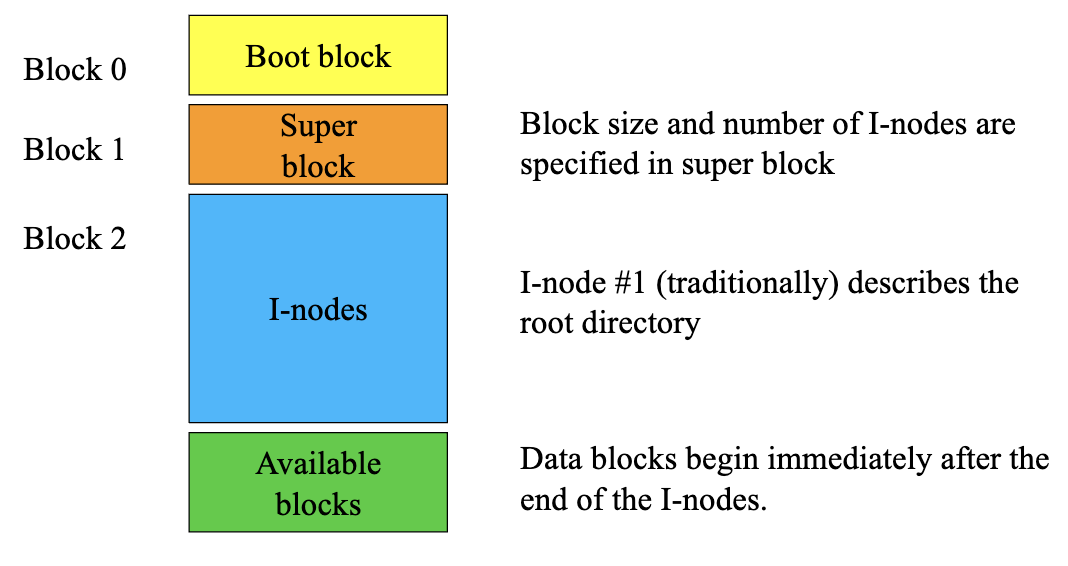 Block 0
Boot block
Block 1
Super
block
Block size and number of I-nodes are
specified in super block
Block 2
I-nodes
I-node #1 (traditionally) describes the
root directory
Available
blocks
Data blocks begin immediately after the
end of the I-nodes.